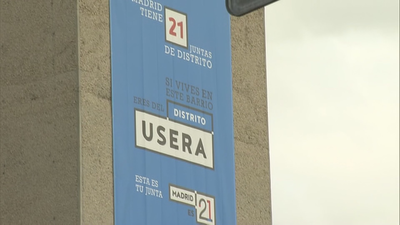 MADRID
TIENE
21
JUNTAS
DE DISTRITO
SI VIVES EN
ESTE BARRIO
ERES DEL
DISTRITO
USERA
ESTA ES
TU JUNTA
MADRID
ES
21